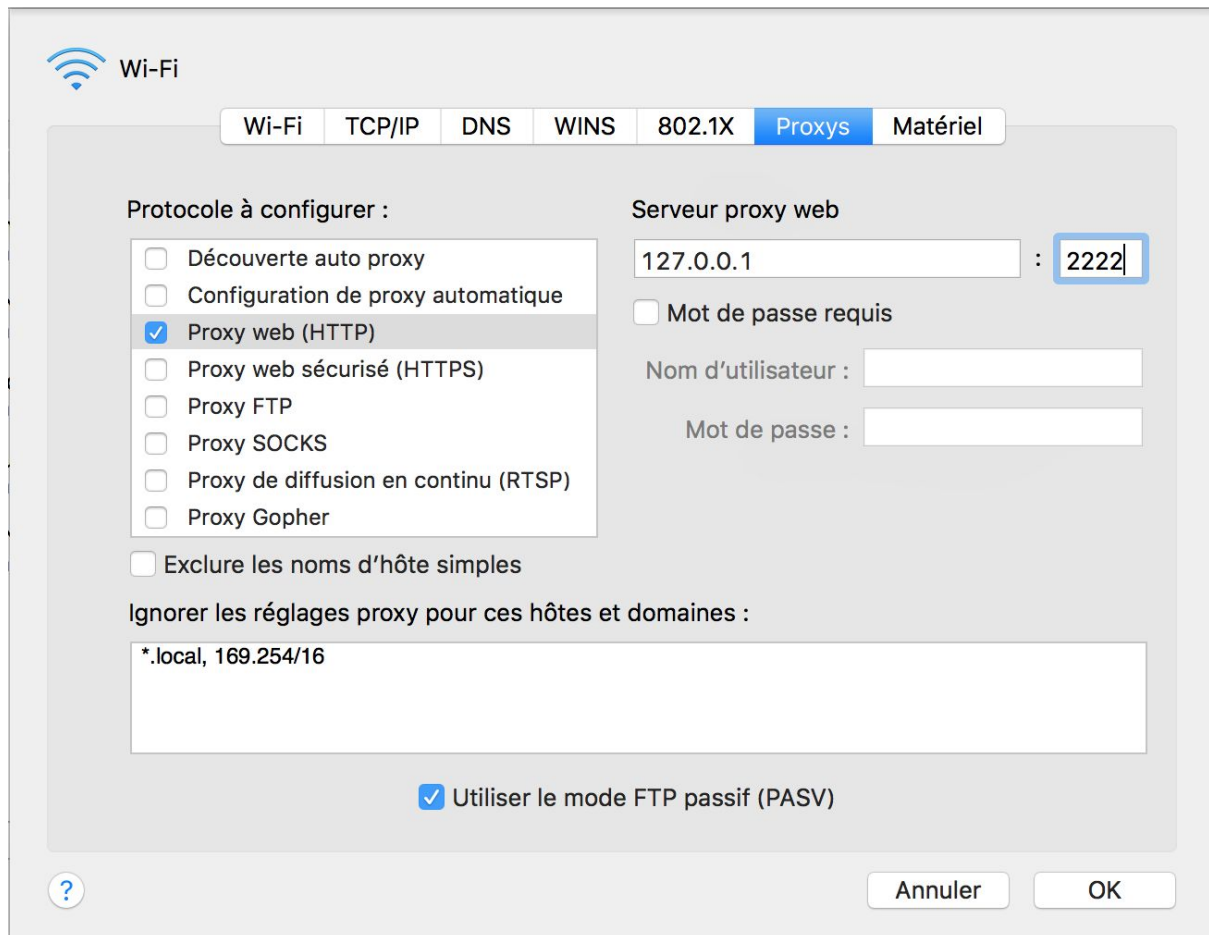 Wi-Fi
Wi-Fi TCP/IP DNS WINS 802.1X Proxys Matériel
Protocole à configurer :
Découverte auto proxy
Configuration de proxy automatique
Proxy web (HTTP)
Proxy web sécurisé (HTTPS)
Proxy FTP
Proxy SOCKS
Proxy de diffusion en continu (RTSP)
Proxy Gopher
Exclure les noms d’hôte simples
Serveur proxy web
127.0.0.1 : 2222
Mot de passe requis
Nom d’utilisateur :
Mot de passe :
Ignorer les réglages proxy pour ces hôtes et domaines :
*.local, 169.254/16
Utiliser le mode FTP passif (PASV)
? Annuler OK